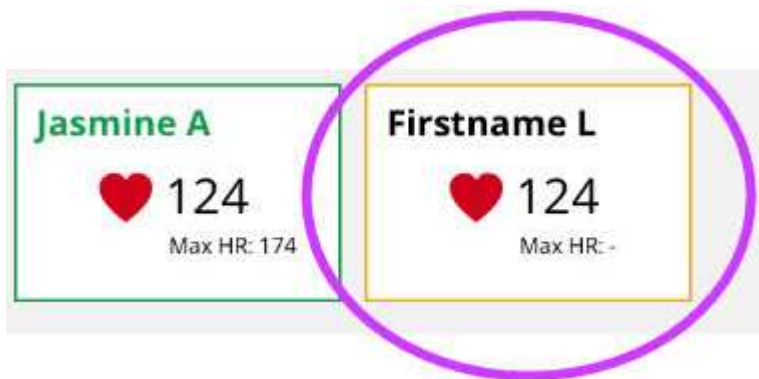 Jasmine A
124
Max HR: 174
Firstname L
124
Max HR: -